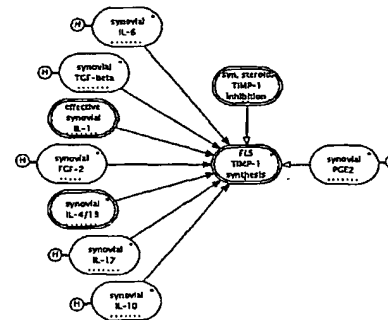 synovial
IL-6
H
synovial
TGF-beta
H
effective
synovial
IL-1
synovial
FGF-2
H
synovial
IL-4/13
synovial
IL-17
H
synovial
IL-10
H
syn. steroid
TIMP-1
inhibition
FLS
TIMP-1
synthesis
synovial
PGE2